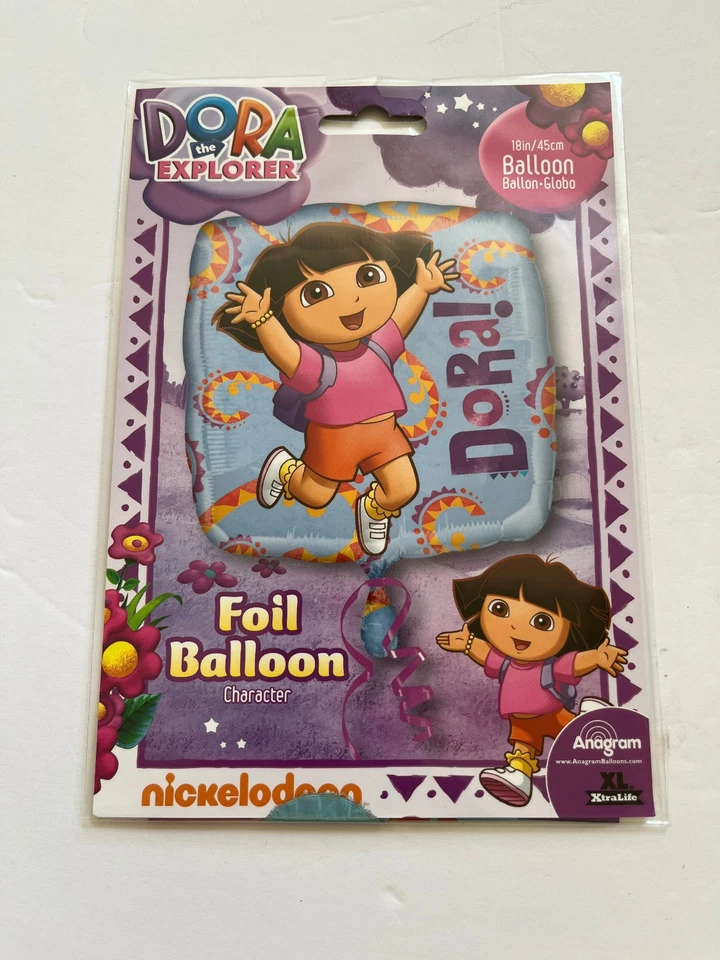 DORA
the
EXPLORER
18in/45cm
Balloon
Ballon·Globo
DoRa!
Foil
Balloon
Character
Anagram
www.AnagramBalloons.com
XL
XtraLife
nickelodeon